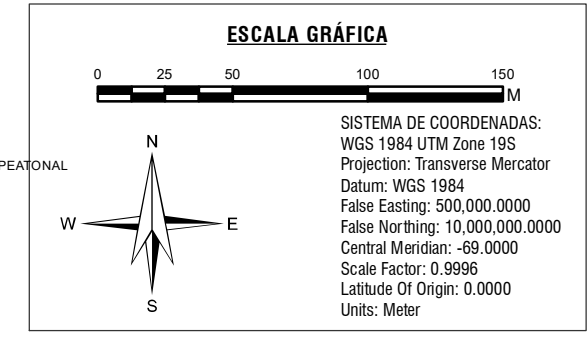 ESCALA GRÁFICA
0 25 50 100 150
M
SISTEMA DE COORDENADAS:
WGS 1984 UTM Zone 19S
Projection: Transverse Mercator
Datum: WGS 1984
False Easting: 500,000.0000
False Northing: 10,000,000.0000
Central Meridian: -69.0000
Scale Factor: 0.9996
Latitude Of Origin: 0.0000
Units: Meter
N
PEATONAL
W E
S